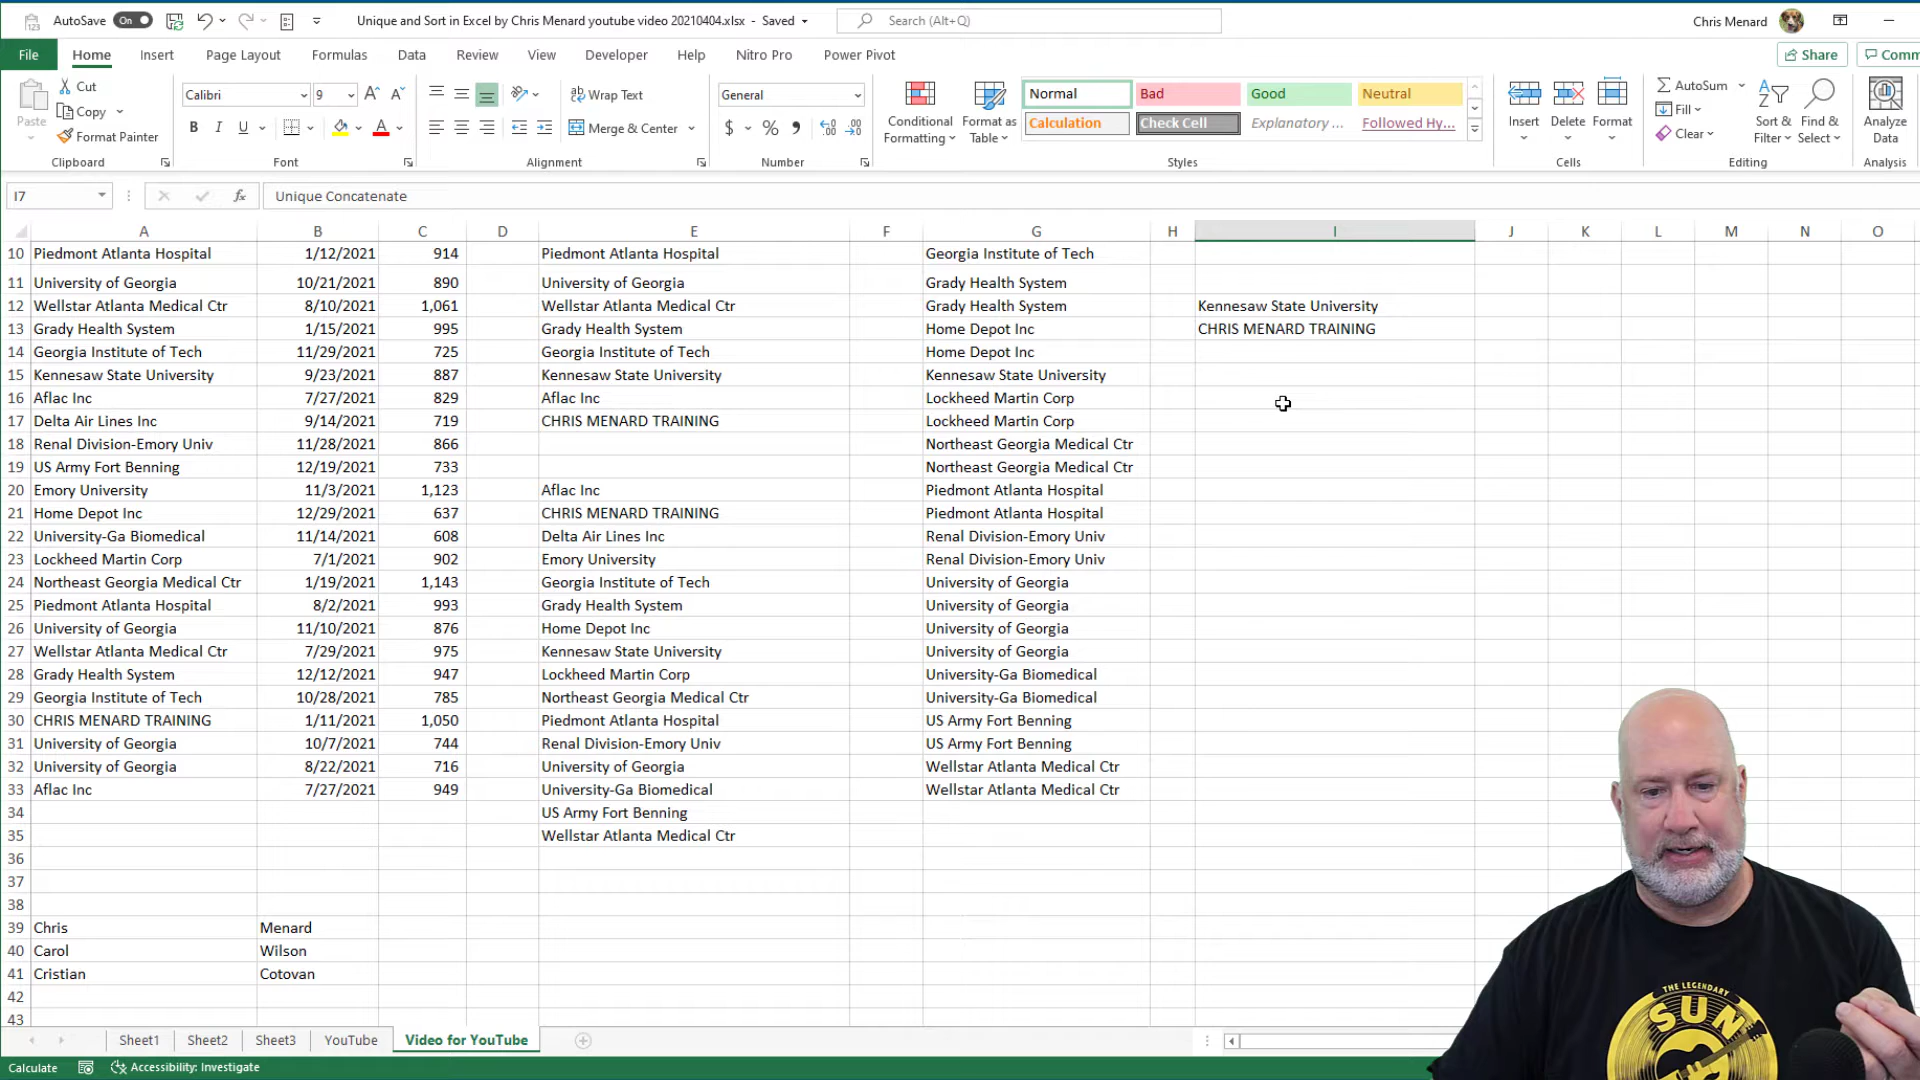 AutoSave On Unique and Sort in Excel by Chris Menard youtube video 20210404.xlsx - Saved Search (Alt+Q) Chris Menard
File Home Insert Page Layout Formulas Data Review View Developer Help Nitro Pro Power Pivot Share Comm
Paste
Cut
Copy
Format Painter
Clipboard
Calibri 9
B I U A
Font
Wrap Text
Merge & Center
Alignment
General
$ % ,
Number
Conditional Formatting
Format as Table
Normal Bad Good Neutral
Calculation Check Cell Explanatory ... Followed Hy...
Styles
Insert Delete Format
Cells
AutoSum
Fill
Clear
Sort & Filter
Find & Select
Editing
Analyze Data
Analysis
I7 fx Unique Concatenate
A B C D E F G H I J K L M N O
10 Piedmont Atlanta Hospital 1/12/2021 914 Piedmont Atlanta Hospital Georgia Institute of Tech
11 University of Georgia 10/21/2021 890 University of Georgia Grady Health System
12 Wellstar Atlanta Medical Ctr 8/10/2021 1,061 Wellstar Atlanta Medical Ctr Grady Health System Kennesaw State University
13 Grady Health System 1/15/2021 995 Grady Health System Home Depot Inc CHRIS MENARD TRAINING
14 Georgia Institute of Tech 11/29/2021 725 Georgia Institute of Tech Home Depot Inc
15 Kennesaw State University 9/23/2021 887 Kennesaw State University Kennesaw State University
16 Aflac Inc 7/27/2021 829 Aflac Inc Lockheed Martin Corp
17 Delta Air Lines Inc 9/14/2021 719 CHRIS MENARD TRAINING Lockheed Martin Corp
18 Renal Division-Emory Univ 11/28/2021 866 Northeast Georgia Medical Ctr
19 US Army Fort Benning 12/19/2021 733 Northeast Georgia Medical Ctr
20 Emory University 11/3/2021 1,123 Aflac Inc Piedmont Atlanta Hospital
21 Home Depot Inc 12/29/2021 637 CHRIS MENARD TRAINING Piedmont Atlanta Hospital
22 University-Ga Biomedical 11/14/2021 608 Delta Air Lines Inc Renal Division-Emory Univ
23 Lockheed Martin Corp 7/1/2021 902 Emory University Renal Division-Emory Univ
24 Northeast Georgia Medical Ctr 1/19/2021 1,143 Georgia Institute of Tech University of Georgia
25 Piedmont Atlanta Hospital 8/2/2021 993 Grady Health System University of Georgia
26 University of Georgia 11/10/2021 876 Home Depot Inc University of Georgia
27 Wellstar Atlanta Medical Ctr 7/29/2021 975 Kennesaw State University University of Georgia
28 Grady Health System 12/12/2021 947 Lockheed Martin Corp University-Ga Biomedical
29 Georgia Institute of Tech 10/28/2021 785 Northeast Georgia Medical Ctr University-Ga Biomedical
30 CHRIS MENARD TRAINING 1/11/2021 1,050 Piedmont Atlanta Hospital US Army Fort Benning
31 University of Georgia 10/7/2021 744 Renal Division-Emory Univ US Army Fort Benning
32 University of Georgia 8/22/2021 716 University of Georgia Wellstar Atlanta Medical Ctr
33 Aflac Inc 7/27/2021 949 University-Ga Biomedical Wellstar Atlanta Medical Ctr
34 US Army Fort Benning
35 Wellstar Atlanta Medical Ctr
36
37
38
39 Chris Menard
40 Carol Wilson
41 Cristian Cotovan
42
43
THE LEGENDARY
SUN
Sheet1 Sheet2 Sheet3 YouTube Video for YouTube
Calculate Accessibility: Investigate